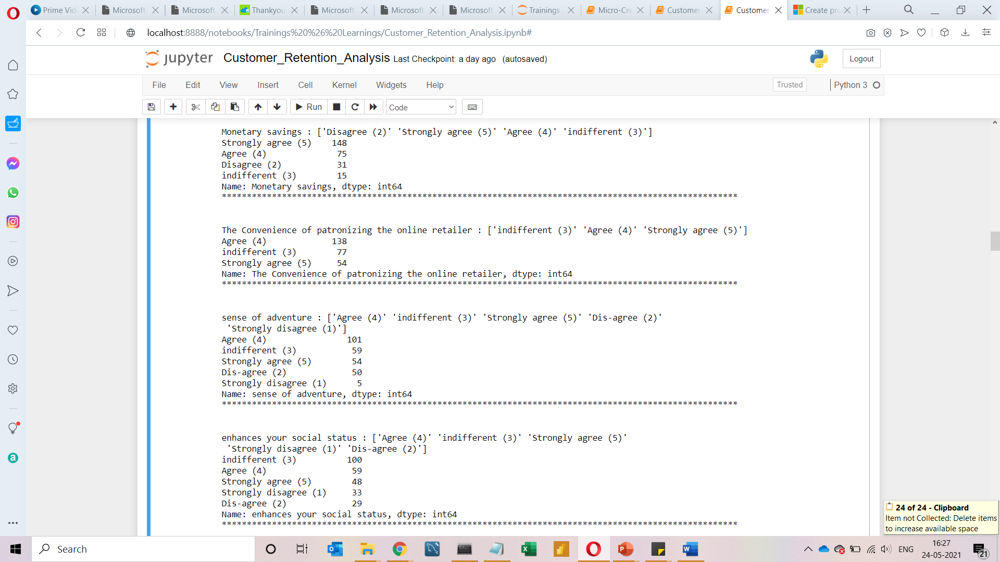 Prime Vid
Microsoft
Microsoft
Thankyou
Microsoft
Microsoft
Microsoft
Trainings
Micro-Cre
Customer
Customer
Create pr
localhost:8888/notebooks/Trainings%20%26%20Learnings/Customer_Retention_Analysis.ipynb#
jupyter Customer_Retention_Analysis Last Checkpoint: a day ago (autosaved)
Logout
File Edit View Insert Cell Kernel Widgets Help
Trusted
Python 3
Run
Code
Monetary savings : ['Disagree (2)' 'Strongly agree (5)' 'Agree (4)' 'indifferent (3)']
Strongly agree (5) 148
Agree (4) 75
Disagree (2) 31
indifferent (3) 15
Name: Monetary savings, dtype: int64
*******************************************************************************************************
The Convenience of patronizing the online retailer : ['indifferent (3)' 'Agree (4)' 'Strongly agree (5)']
Agree (4) 138
indifferent (3) 77
Strongly agree (5) 54
Name: The Convenience of patronizing the online retailer, dtype: int64
*******************************************************************************************************
sense of adventure : ['Agree (4)' 'indifferent (3)' 'Strongly agree (5)' 'Dis-agree (2)'
'Strongly disagree (1)']
Agree (4) 101
indifferent (3) 59
Strongly agree (5) 54
Dis-agree (2) 50
Strongly disagree (1) 5
Name: sense of adventure, dtype: int64
*******************************************************************************************************
enhances your social status : ['Agree (4)' 'indifferent (3)' 'Strongly agree (5)'
'Strongly disagree (1)' 'Dis-agree (2)']
indifferent (3) 100
Agree (4) 59
Strongly agree (5) 48
Strongly disagree (1) 33
Dis-agree (2) 29
Name: enhances your social status, dtype: int64
*******************************************************************************************************
24 of 24 - Clipboard
Item not Collected: Delete items
to increase available space
Search
ENG
16:27
24-05-2021
21